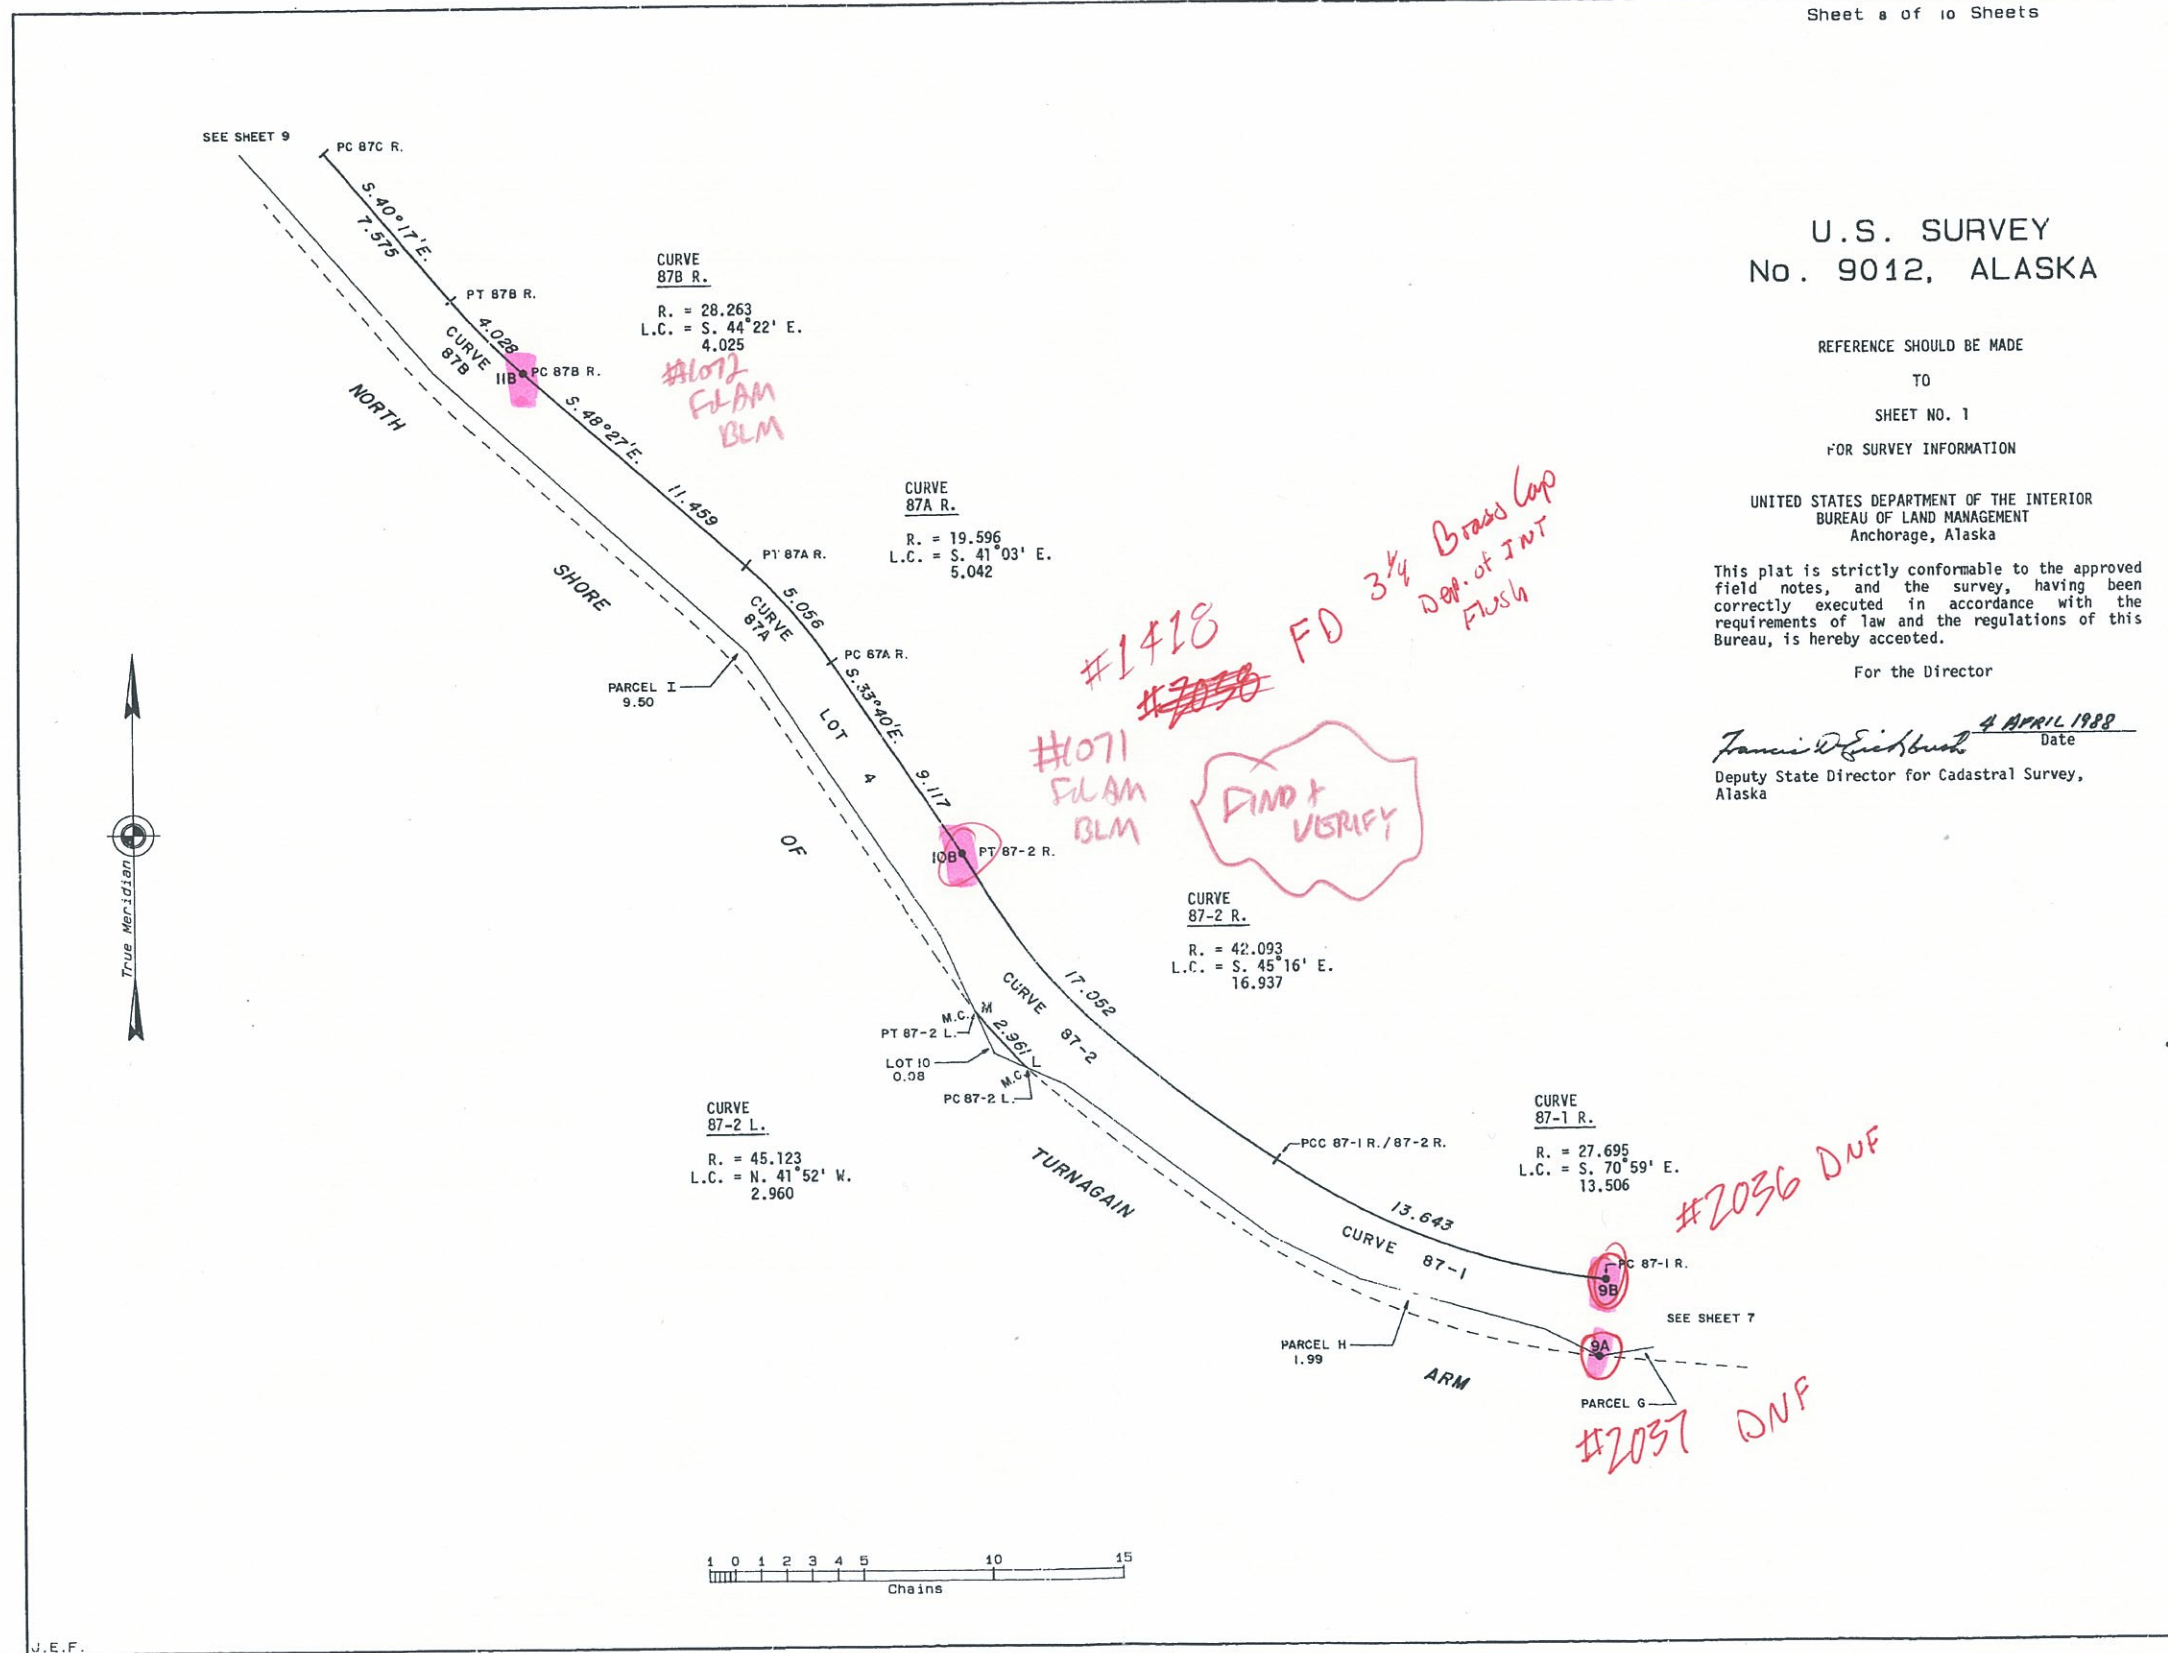 Sheet 8 of 10 Sheets
SEE SHEET 9
PC 87C R.
S.40°17'E.
7.575
PT 87B R.
4.028
CURVE
87B
11B
PC 87B R.
CURVE
87B R.
R. = 28.263
L.C. = S. 44°22' E.
4.025
#1072
Fd AM
BLM
NORTH
S.48°27'E.
11.459
CURVE
87A R.
R. = 19.596
L.C. = S. 41°03' E.
5.042
PT 87A R.
SHORE
5.056
CURVE
87A
PC 87A R.
PARCEL I
9.50
S.33°40'E.
9.117
LOT
4
OF
#1418
FD
3 1/4 Brass Cap
Dep. of INT
Flush
#2038
#1071
Fd AM
BLM
FIND +
VERIFY
10B
PT 87-2 R.
CURVE
87-2 R.
R. = 42.093
L.C. = S. 45°16' E.
16.937
17.052
CURVE 87-2
M.C. M
PT 87-2 L.
2.961
L
LOT 10
0.08
M.C.
PC 87-2 L.
CURVE
87-2 L.
R. = 45.123
L.C. = N. 41°52' W.
2.960
TURNAGAIN
PCC 87-1 R./87-2 R.
CURVE
87-1 R.
R. = 27.695
L.C. = S. 70°59' E.
13.506
#2036 DNF
13.643
CURVE 87-1
PC 87-1 R.
9B
SEE SHEET 7
PARCEL H
1.99
9A
ARM
PARCEL G
#2037 DNF
True Meridian
U.S. SURVEY
No. 9012, ALASKA
REFERENCE SHOULD BE MADE
TO
SHEET NO. 1
FOR SURVEY INFORMATION
UNITED STATES DEPARTMENT OF THE INTERIOR
BUREAU OF LAND MANAGEMENT
Anchorage, Alaska
This plat is strictly conformable to the approved
field notes, and the survey, having been
correctly executed in accordance with the
requirements of law and the regulations of this
Bureau, is hereby accepted.
For the Director
4 APRIL 1988
Date
Deputy State Director for Cadastral Survey,
Alaska
1 0 1 2 3 4 5 10 15
Chains
J.E.F.